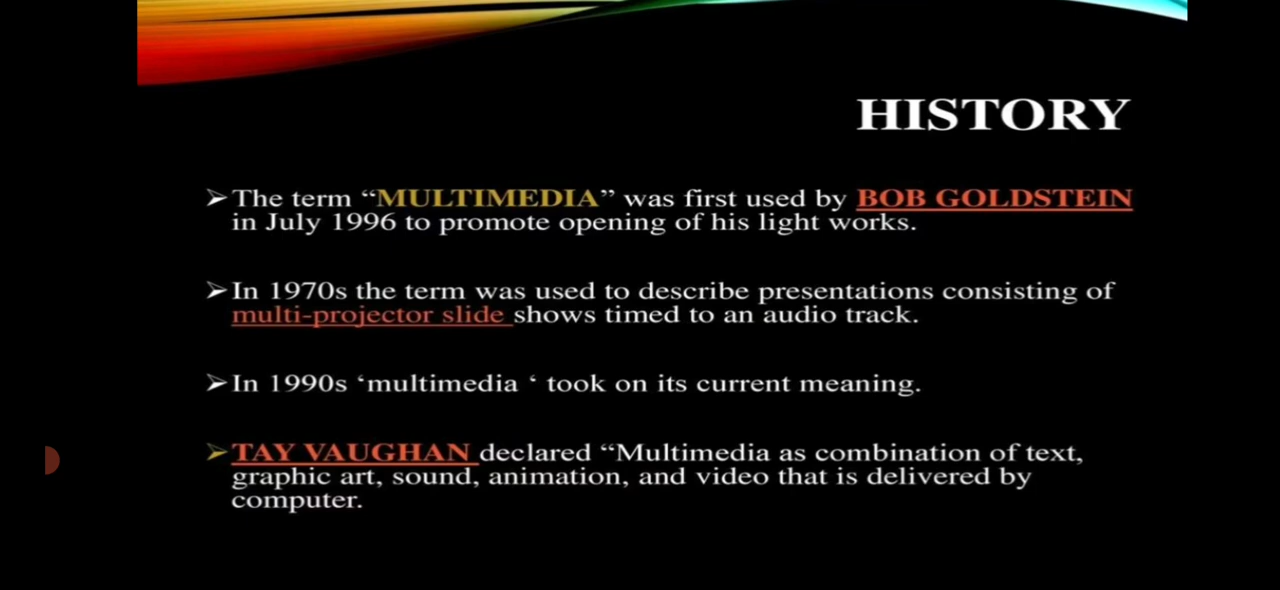 HISTORY
➢The term “MULTIMEDIA” was first used by BOB GOLDSTEIN
in July 1996 to promote opening of his light works.
➢In 1970s the term was used to describe presentations consisting of
multi-projector slide shows timed to an audio track.
➢In 1990s ‘multimedia ‘ took on its current meaning.
➢TAY VAUGHAN declared “Multimedia as combination of text,
graphic art, sound, animation, and video that is delivered by
computer.